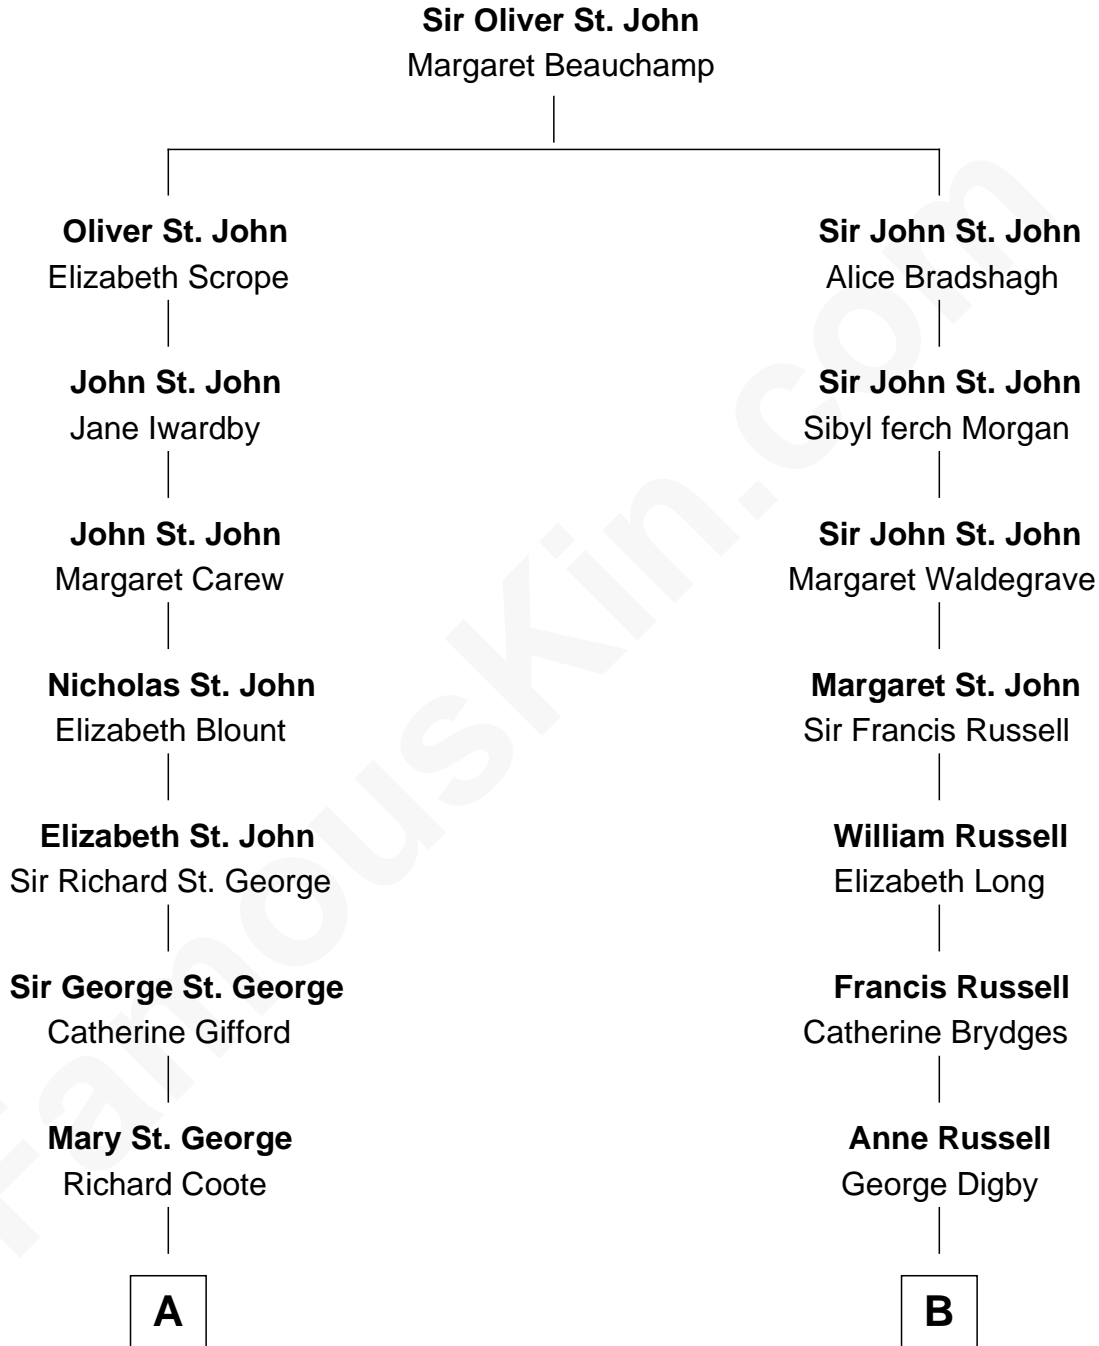 Sir Oliver St. John
Margaret Beauchamp
Oliver St. John
Elizabeth Scrope
Sir John St. John
Alice Bradshagh
John St. John
Jane Iwardby
Sir John St. John
Sibyl ferch Morgan
John St. John
Margaret Carew
Sir John St. John
Margaret Waldegrave
Nicholas St. John
Elizabeth Blount
Margaret St. John
Sir Francis Russell
Elizabeth St. John
Sir Richard St. George
William Russell
Elizabeth Long
Sir George St. George
Catherine Gifford
Francis Russell
Catherine Brydges
Mary St. George
Richard Coote
Anne Russell
George Digby
A
B
FamousKin.com